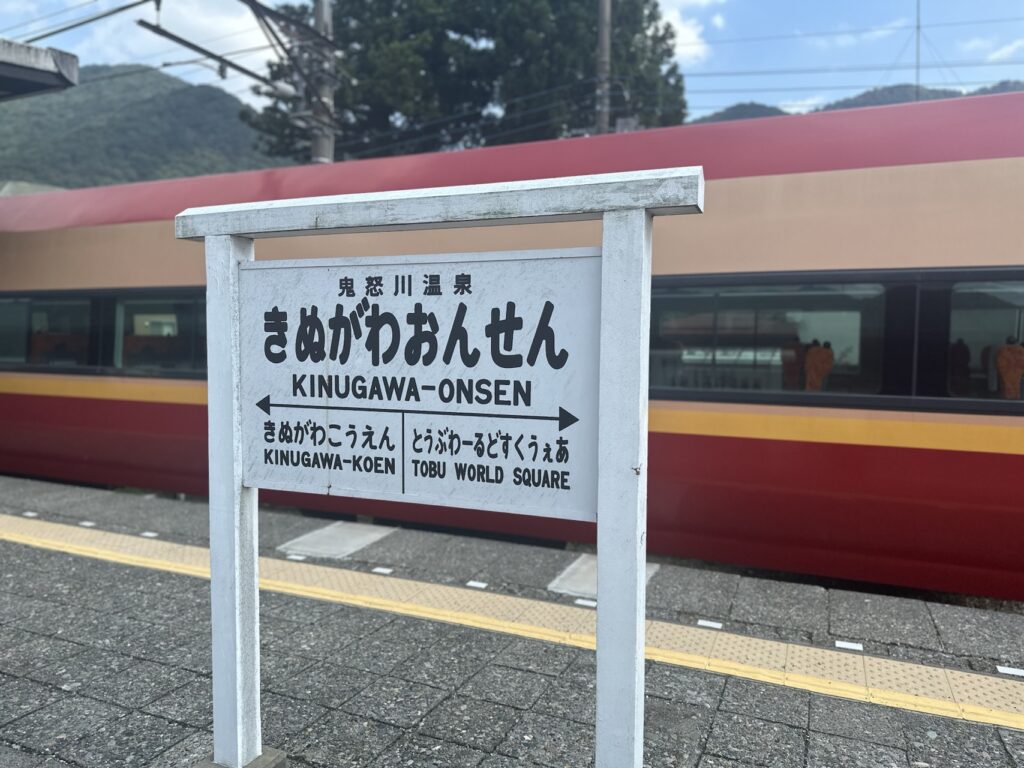 鬼怒川温泉
きぬがわおんせん
KINUGAWA-ONSEN
きぬがわこうえん
KINUGAWA-KOEN
とうぶわーるどすくうぇあ
TOBU WORLD SQUARE